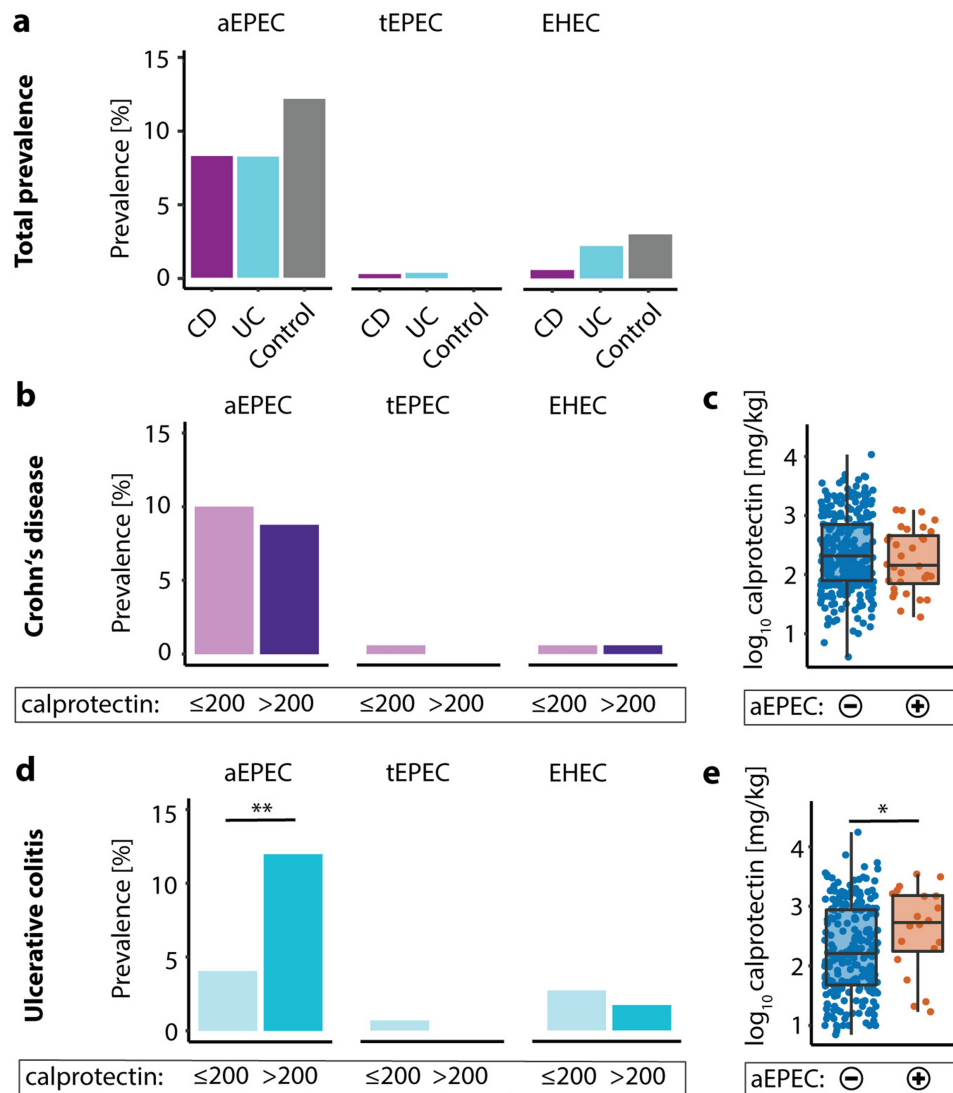 a
aEPEC tEPEC EHEC
Total prevalence
Prevalence [%]
15
10
5
0
CD UC Control CD UC Control CD UC Control
b
aEPEC tEPEC EHEC
Crohn‘s disease
Prevalence [%]
15
10
5
0
calprotectin: ≤200 >200 ≤200 >200 ≤200 >200
c
log₁₀ calprotectin [mg/kg]
4
3
2
1
aEPEC: − +
d
aEPEC tEPEC EHEC
Ulcerative colitis
Prevalence [%]
15
10
5
0
**
calprotectin: ≤200 >200 ≤200 >200 ≤200 >200
e
log₁₀ calprotectin [mg/kg]
4
3
2
1
*
aEPEC: − +